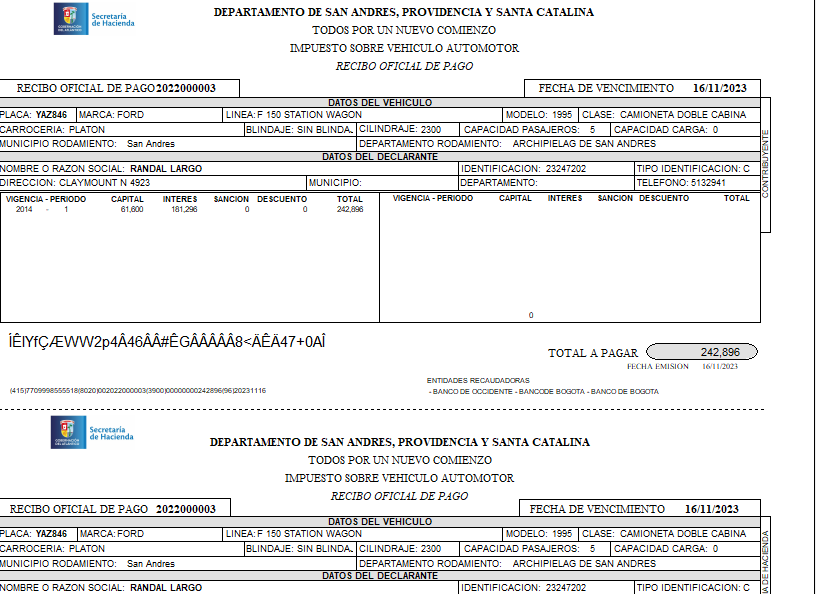 Secretaría
de Hacienda
DEPARTAMENTO DE SAN ANDRES, PROVIDENCIA Y SANTA CATALINA
TODOS POR UN NUEVO COMIENZO
IMPUESTO SOBRE VEHICULO AUTOMOTOR
RECIBO OFICIAL DE PAGO
RECIBO OFICIAL DE PAGO 2022000003 FECHA DE VENCIMIENTO 16/11/2023
DATOS DEL VEHICULO
PLACA: YAZ846 MARCA: FORD LINEA: F 150 STATION WAGON MODELO: 1995 CLASE: CAMIONETA DOBLE CABINA
CARROCERIA: PLATON BLINDAJE: SIN BLINDA. CILINDRAJE: 2300 CAPACIDAD PASAJEROS: 5 CAPACIDAD CARGA: 0
MUNICIPIO RODAMIENTO: San Andres DEPARTAMENTO RODAMIENTO: ARCHIPIELAG DE SAN ANDRES
DATOS DEL DECLARANTE
NOMBRE O RAZON SOCIAL: RANDAL LARGO IDENTIFICACION: 23247202 TIPO IDENTIFICACION: C
DIRECCION: CLAYMOUNT N 4923 MUNICIPIO: DEPARTAMENTO: TELEFONO: 5132941
CONTRIBUYENTE
VIGENCIA - PERIODO CAPITAL INTERES SANCION DESCUENTO TOTAL VIGENCIA - PERIODO CAPITAL INTERES SANCION DESCUENTO TOTAL
2014 - 1 61,600 181,296 0 0 242,896
0
ÍÊIYfÇÆWW2p4Â46ÂÂ#ÊGÂÂÂÂÂ8<ÄÊÄ47+0AÎ
TOTAL A PAGAR 242,896
FECHA EMISION 16/11/2023
ENTIDADES RECAUDADORAS
(415)7709998555518(8020)002022000003(3900)00000000242896(96)20231116
- BANCO DE OCCIDENTE - BANCODE BOGOTA - BANCO DE BOGOTA
Secretaría
de Hacienda
DEPARTAMENTO DE SAN ANDRES, PROVIDENCIA Y SANTA CATALINA
TODOS POR UN NUEVO COMIENZO
IMPUESTO SOBRE VEHICULO AUTOMOTOR
RECIBO OFICIAL DE PAGO
RECIBO OFICIAL DE PAGO 2022000003 FECHA DE VENCIMIENTO 16/11/2023
DATOS DEL VEHICULO
PLACA: YAZ846 MARCA: FORD LINEA: F 150 STATION WAGON MODELO: 1995 CLASE: CAMIONETA DOBLE CABINA
CARROCERIA: PLATON BLINDAJE: SIN BLINDA. CILINDRAJE: 2300 CAPACIDAD PASAJEROS: 5 CAPACIDAD CARGA: 0
MUNICIPIO RODAMIENTO: San Andres DEPARTAMENTO RODAMIENTO: ARCHIPIELAG DE SAN ANDRES
DATOS DEL DECLARANTE
NOMBRE O RAZON SOCIAL: RANDAL LARGO IDENTIFICACION: 23247202 TIPO IDENTIFICACION: C
DE HACIENDA